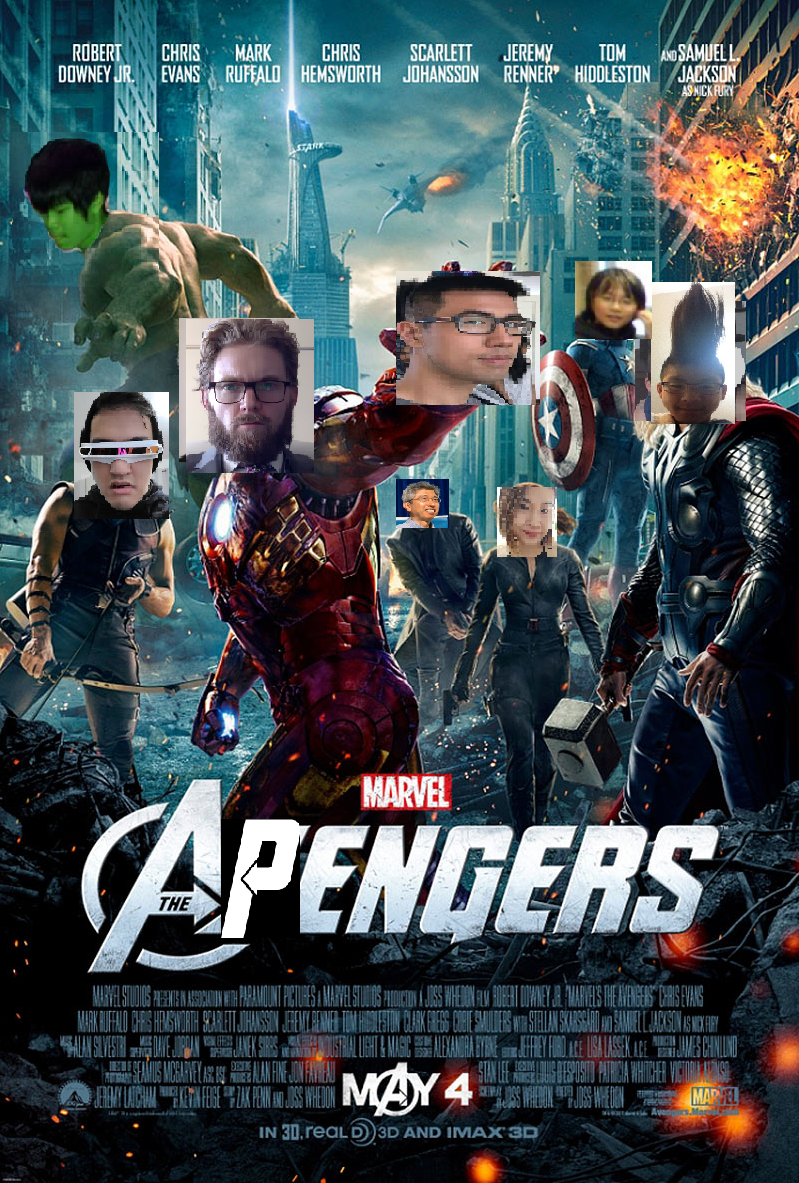 ROBERT DOWNEY JR.
CHRIS EVANS
MARK RUFFALO
CHRIS HEMSWORTH
SCARLETT JOHANSSON
JEREMY RENNER
TOM HIDDLESTON
AND SAMUEL L. JACKSON
AS NICK FURY
STARK
MARVEL
THE
APENGERS
MARVEL STUDIOS PRESENTS IN ASSOCIATION WITH PARAMOUNT PICTURES A MARVEL STUDIOS PRODUCTION A JOSS WHEDON FILM ROBERT DOWNEY JR. "MARVEL'S THE AVENGERS" CHRIS EVANS
MARK RUFFALO CHRIS HEMSWORTH SCARLETT JOHANSSON JEREMY RENNER TOM HIDDLESTON CLARK GREGG COBIE SMULDERS WITH STELLAN SKARSGÅRD AND SAMUEL L. JACKSON AS NICK FURY
ALAN SILVESTRI DAVE JORDAN JANEK SIRRS INDUSTRIAL LIGHT & MAGIC ALEXANDRA BYRNE JEFFREY FORD A.C.E. LISA LASSEK, A.C.E. JAMES CHINLUND
SEAMUS MCGARVEY, ASC, BSC ALAN FINE JON FAVREAU STAN LEE LOUIS D'ESPOSITO PATRICIA WHITCHER VICTORIA ALONSO
JEREMY LATCHAM KEVIN FEIGE ZAK PENN AND JOSS WHEDON JOSS WHEDON JOSS WHEDON
MAY 4
MARVEL
IN 3D, REAL D 3D AND IMAX 3D